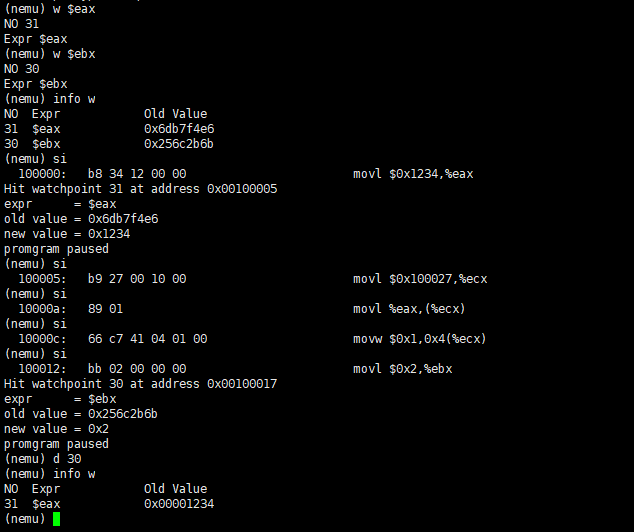 (nemu) w $eax
NO 31
Expr $eax
(nemu) w $ebx
NO 30
Expr $ebx
(nemu) info w
NO  Expr            Old Value
31  $eax            0x6db7f4e6
30  $ebx            0x256c2b6b
(nemu) si
  100000:   b8 34 12 00 00                        movl $0x1234,%eax
Hit watchpoint 31 at address 0x00100005
expr      = $eax
old value = 0x6db7f4e6
new value = 0x1234
promgram paused
(nemu) si
  100005:   b9 27 00 10 00                        movl $0x100027,%ecx
(nemu) si
  10000a:   89 01                                 movl %eax,(%ecx)
(nemu) si
  10000c:   66 c7 41 04 01 00                     movw $0x1,0x4(%ecx)
(nemu) si
  100012:   bb 02 00 00 00                        movl $0x2,%ebx
Hit watchpoint 30 at address 0x00100017
expr      = $ebx
old value = 0x256c2b6b
new value = 0x2
promgram paused
(nemu) d 30
(nemu) info w
NO  Expr            Old Value
31  $eax            0x00001234
(nemu)